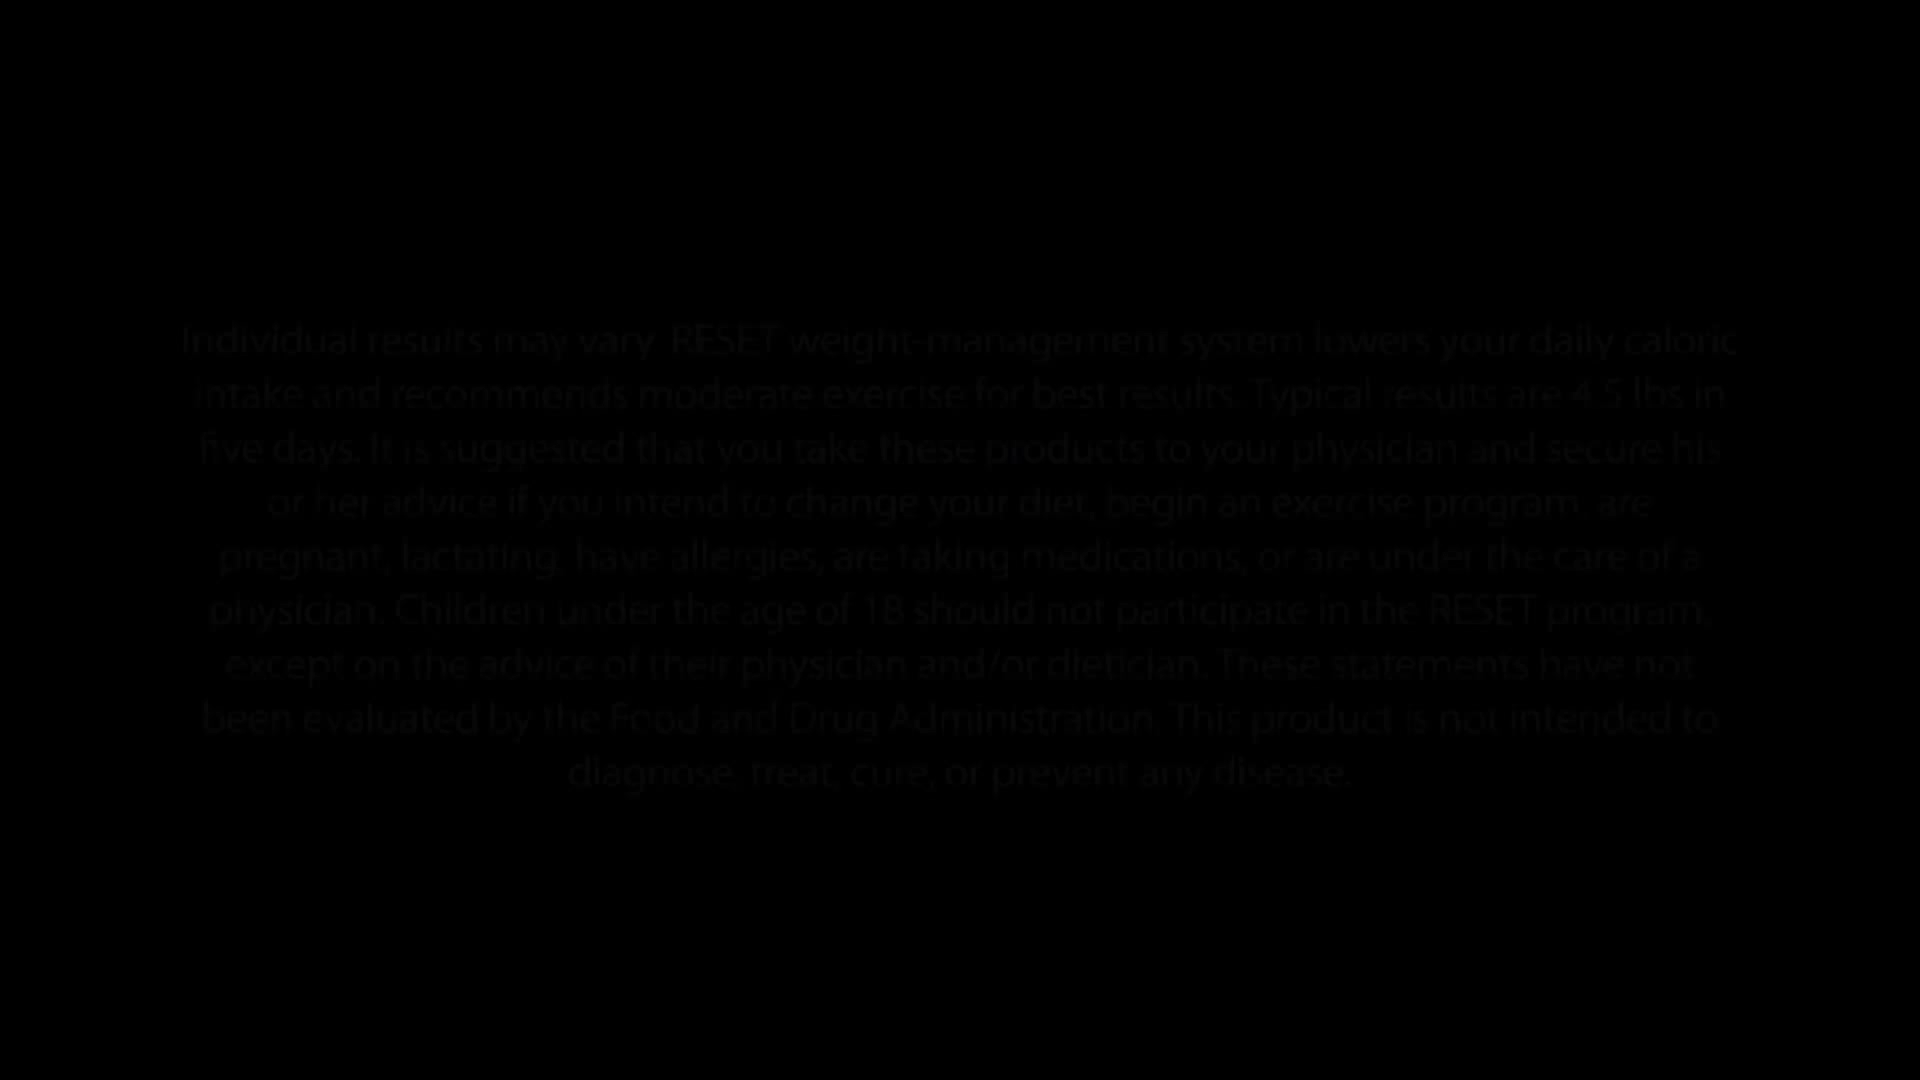 Individual results may vary. RESET weight-management system lowers your daily caloric
intake and recommends moderate exercise for best results. Typical results are 4.5 lbs in
five days. It is suggested that you take these products to your physician and secure his
or her advice if you intend to change your diet, begin an exercise program, are
pregnant, lactating, have allergies, are taking medications, or are under the care of a
physician. Children under the age of 18 should not participate in the RESET program,
except on the advice of their physician and/or dietician. These statements have not
been evaluated by the Food and Drug Administration. This product is not intended to
diagnose, treat, cure, or prevent any disease.